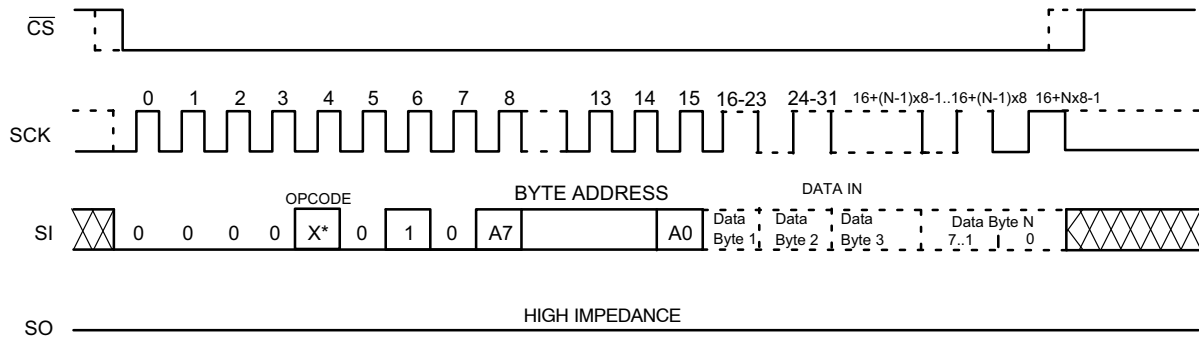 CS
0 1 2 3 4 5 6 7 8 13 14 15 16-23 24-31 16+(N-1)x8-1..16+(N-1)x8 16+Nx8-1
SCK
OPCODE BYTE ADDRESS DATA IN
SI 0 0 0 0 X* 0 1 0 A7 A0 Data Byte 1 Data Byte 2 Data Byte 3 Data Byte N 7..1 0
HIGH IMPEDANCE
SO